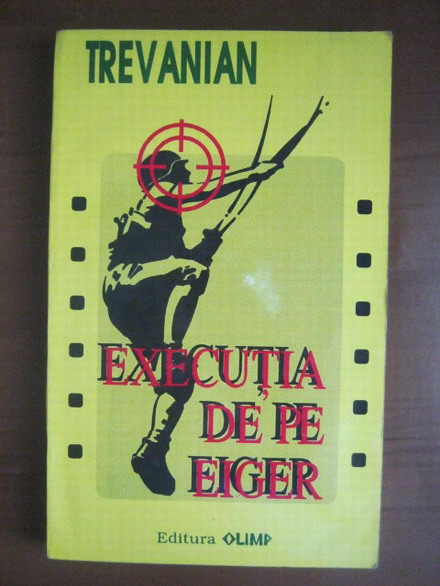 TREVANIAN
EXECUȚIA
DE PE
EIGER
Editura OLIMP